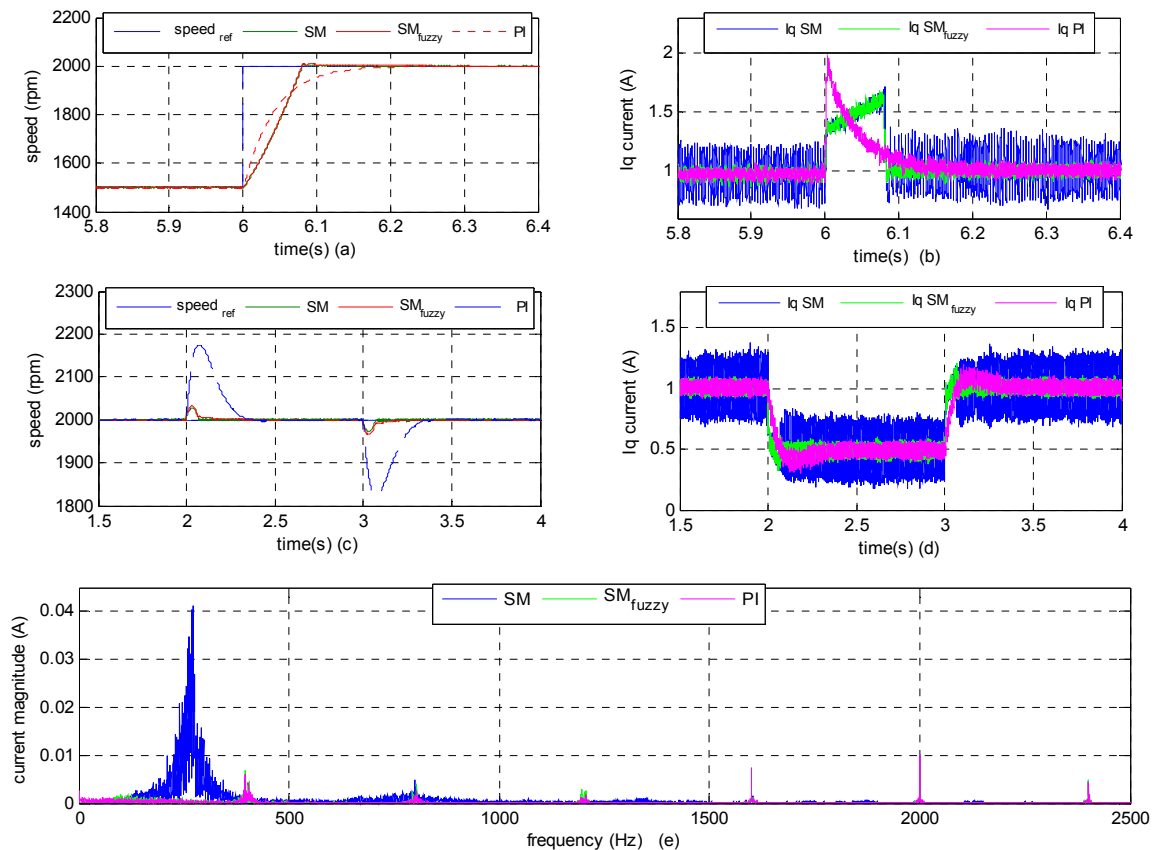 2200
2000
1800
1600
1400
speed (rpm)
speed ref SM SMfuzzy PI
5.8 5.9 6 6.1 6.2 6.3 6.4
time(s) (a)
2
1.5
1
Iq current (A)
Iq SM Iq SMfuzzy Iq PI
5.8 5.9 6 6.1 6.2 6.3 6.4
time(s) (b)
2300
2200
2100
2000
1900
1800
speed (rpm)
speed ref SM SMfuzzy PI
1.5 2 2.5 3 3.5 4
time(s) (c)
1.5
1
0.5
0
Iq current (A)
Iq SM Iq SMfuzzy Iq PI
1.5 2 2.5 3 3.5 4
time(s) (d)
0.04
0.03
0.02
0.01
0
current magnitude (A)
SM SMfuzzy PI
0 500 1000 1500 2000 2500
frequency (Hz) (e)